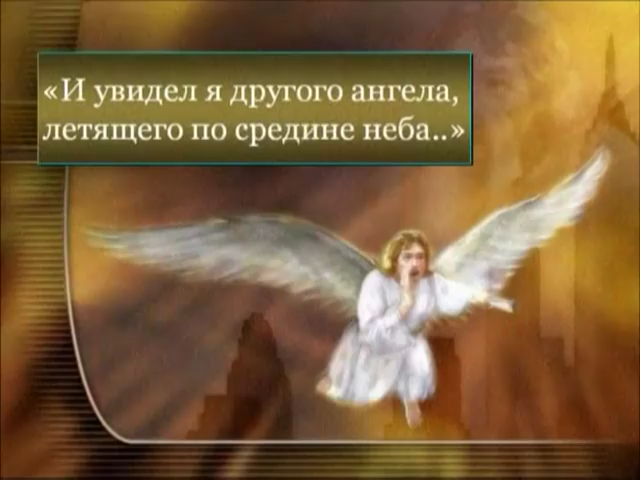 «И увидел я другого ангела,
летящего по средине неба..»